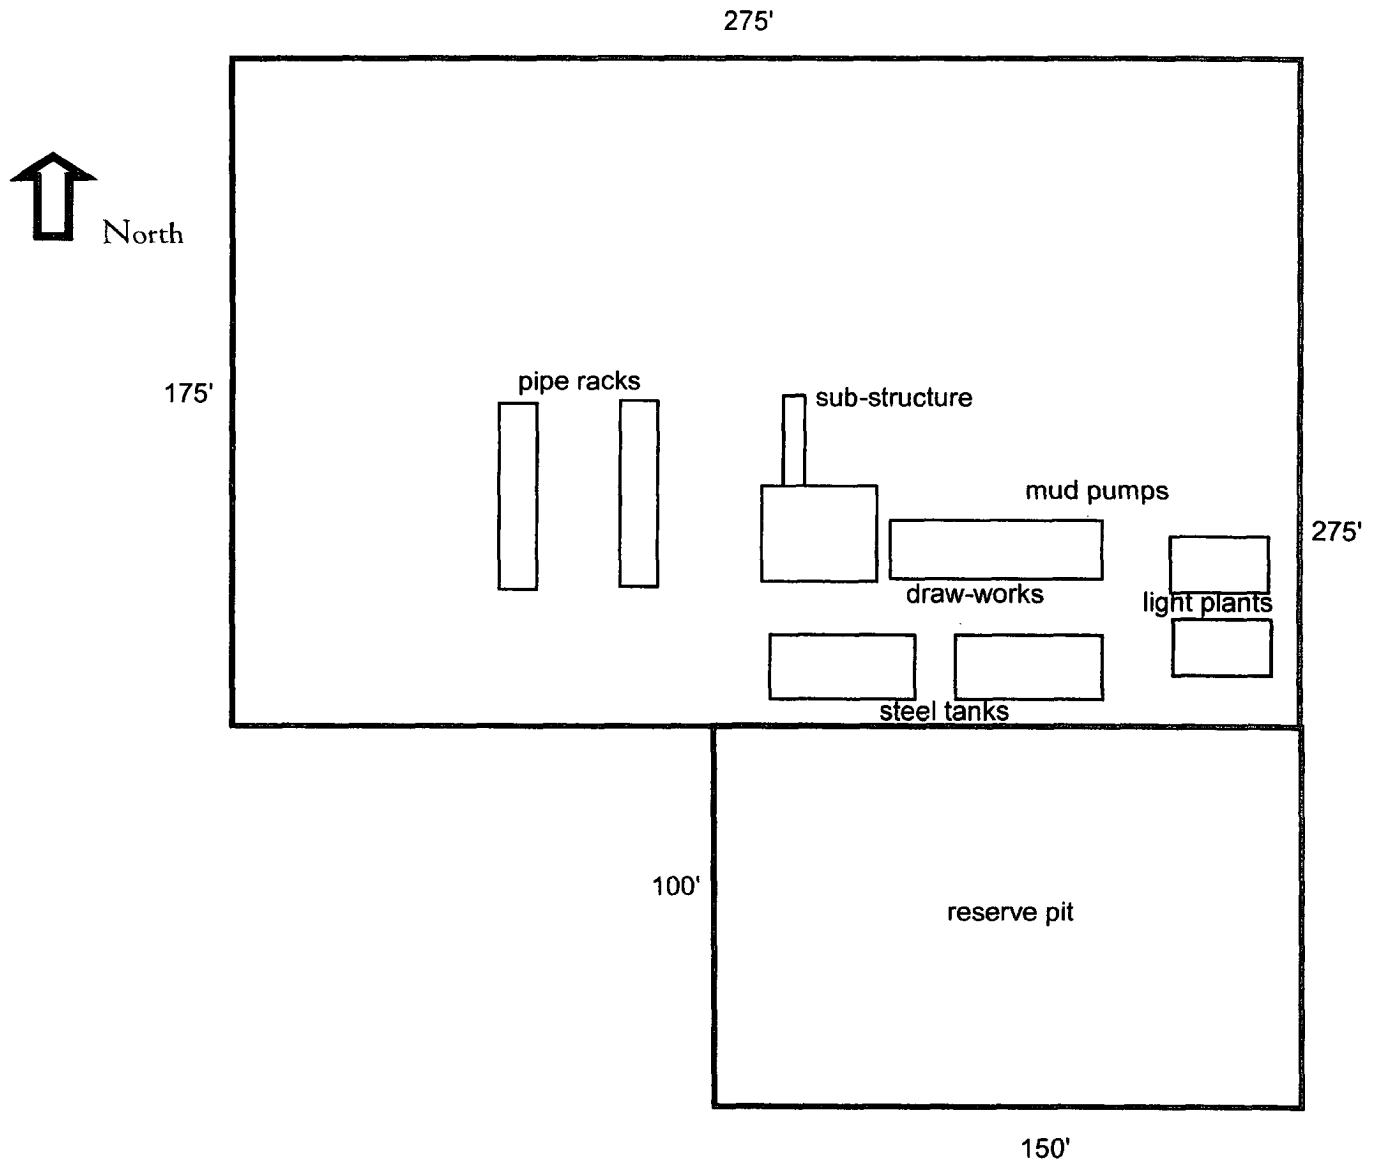 275'
North
175'
pipe racks
sub-structure
mud pumps
275'
draw-works
light plants
steel tanks
100'
reserve pit
150'